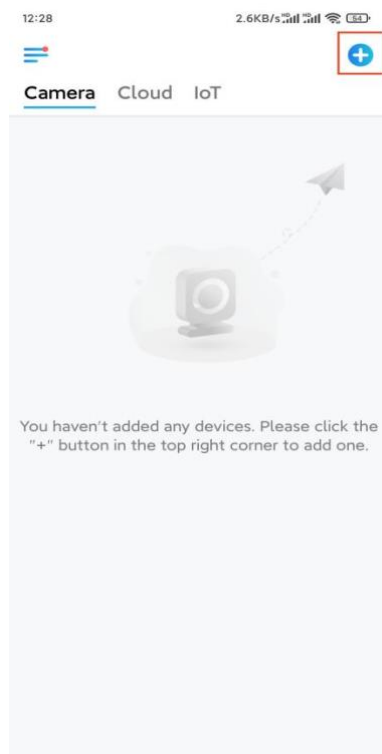 12:28
2.6KB/s
54
Camera Cloud IoT
You haven't added any devices. Please click the
"+" button in the top right corner to add one.